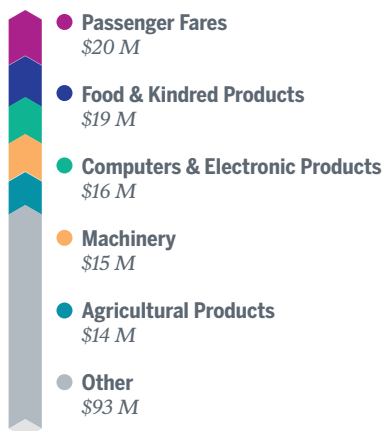 Passenger Fares
$20 M
Food & Kindred Products
$19 M
Computers & Electronic Products
$16 M
Machinery
$15 M
Agricultural Products
$14 M
Other
$93 M